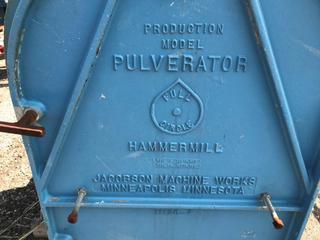 PRODUCTION
MODEL
PULVERATOR
FULL
CIRCLE
HAMMERMILL
JACOBSON MACHINE WORKS
MINNEAPOLIS MINNESOTA